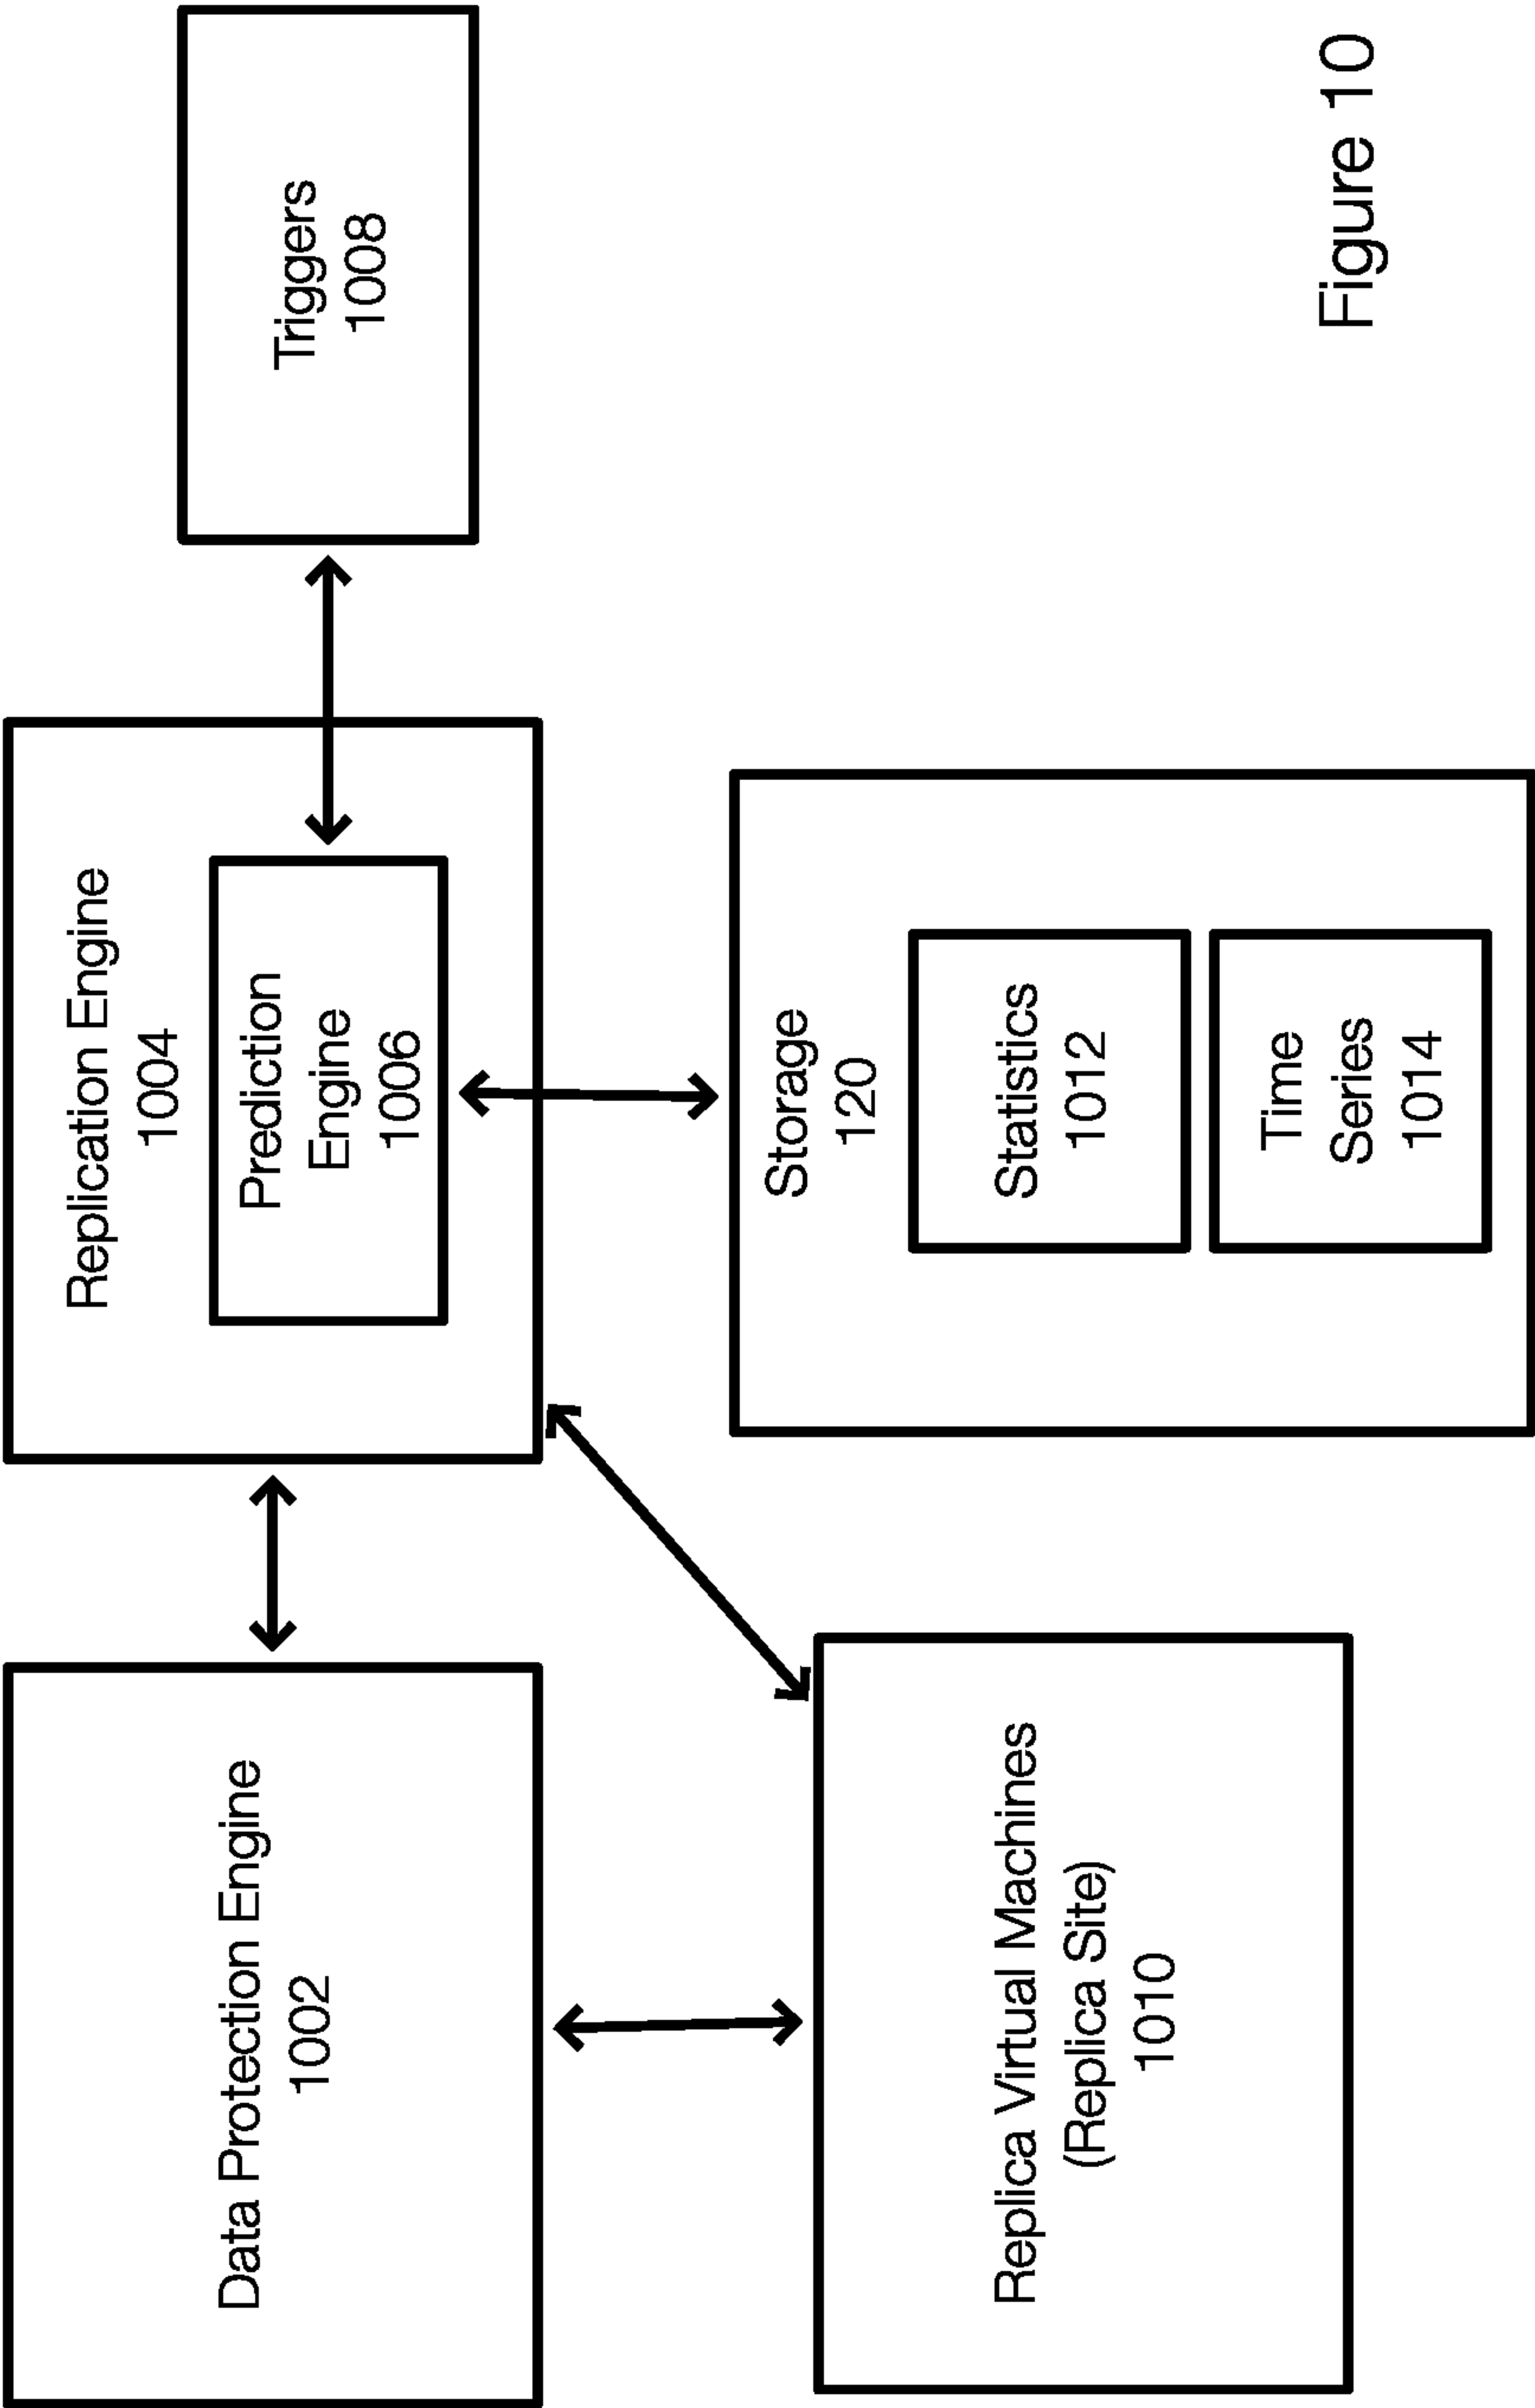 Data Protection Engine
1002
Replication Engine
1004
Prediction
Engine
1006
Triggers
1008
Replica Virtual Machines
(Replica Site)
1010
Storage
120
Statistics
1012
Time
Series
1014
Figure 10